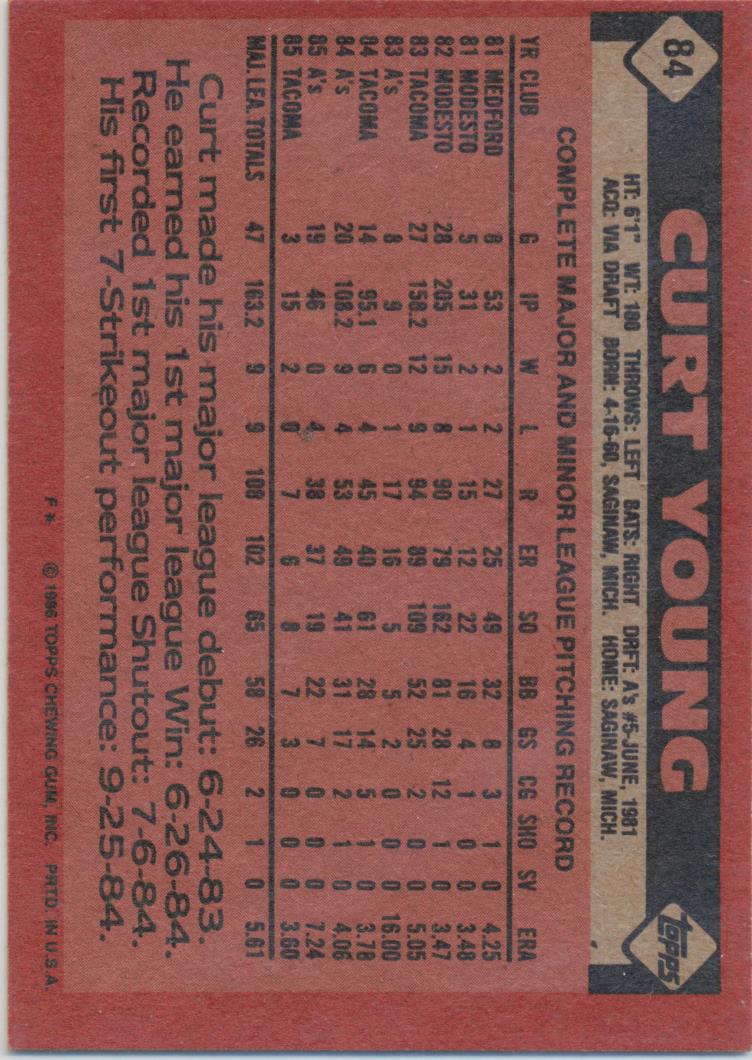 84
CURT YOUNG
topps
HT: 6'1" WT: 180 THROWS: LEFT BATS: RIGHT DRFT: A's #5-JUNE, 1981
ACQ: VIA DRAFT BORN: 4-16-60, SAGINAW, MICH. HOME: SAGINAW, MICH.
COMPLETE MAJOR AND MINOR LEAGUE PITCHING RECORD
YR CLUB G IP W L R ER SO BB GS CG SHO SV ERA
81 MEDFORD 8 53 2 2 27 25 49 32 8 3 1 0 4.25
81 MODESTO 5 31 2 1 15 12 22 16 4 1 0 0 3.48
82 MODESTO 28 205 15 8 90 79 162 81 28 12 1 0 3.47
83 TACOMA 27 158.2 12 9 94 89 109 52 25 2 0 0 5.05
83 A's 8 9 0 1 17 16 5 5 2 0 0 0 16.00
84 TACOMA 14 95.1 6 4 45 40 61 28 14 5 1 0 3.78
84 A's 20 108.2 9 4 53 49 41 31 17 2 1 0 4.06
85 A's 19 46 0 4 38 37 19 22 7 0 0 0 7.24
85 TACOMA 3 15 2 0 7 6 8 7 3 0 0 0 3.60
MAJ. LEA. TOTALS 47 163.2 9 9 108 102 65 58 26 2 1 0 5.61
Curt made his major league debut: 6-24-83.
He earned his 1st major league Win: 6-26-84.
Recorded 1st major league Shutout: 7-6-84.
His first 7-Strikeout performance: 9-25-84.
F* © 1986 TOPPS CHEWING GUM, INC. PRTD. IN U.S.A.